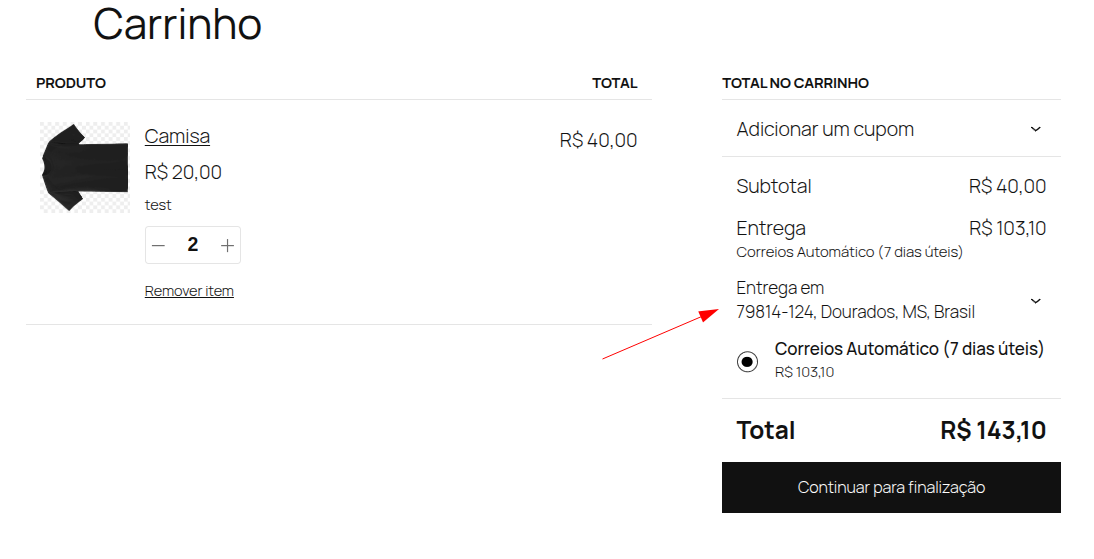 Carrinho
PRODUTO
TOTAL
Camisa
R$ 40,00
R$ 20,00
test
2
Remover item
TOTAL NO CARRINHO
Adicionar um cupom
Subtotal
R$ 40,00
Entrega
R$ 103,10
Correios Automático (7 dias úteis)
Entrega em
79814-124, Dourados, MS, Brasil
Correios Automático (7 dias úteis)
R$ 103,10
Total
R$ 143,10
Continuar para finalização